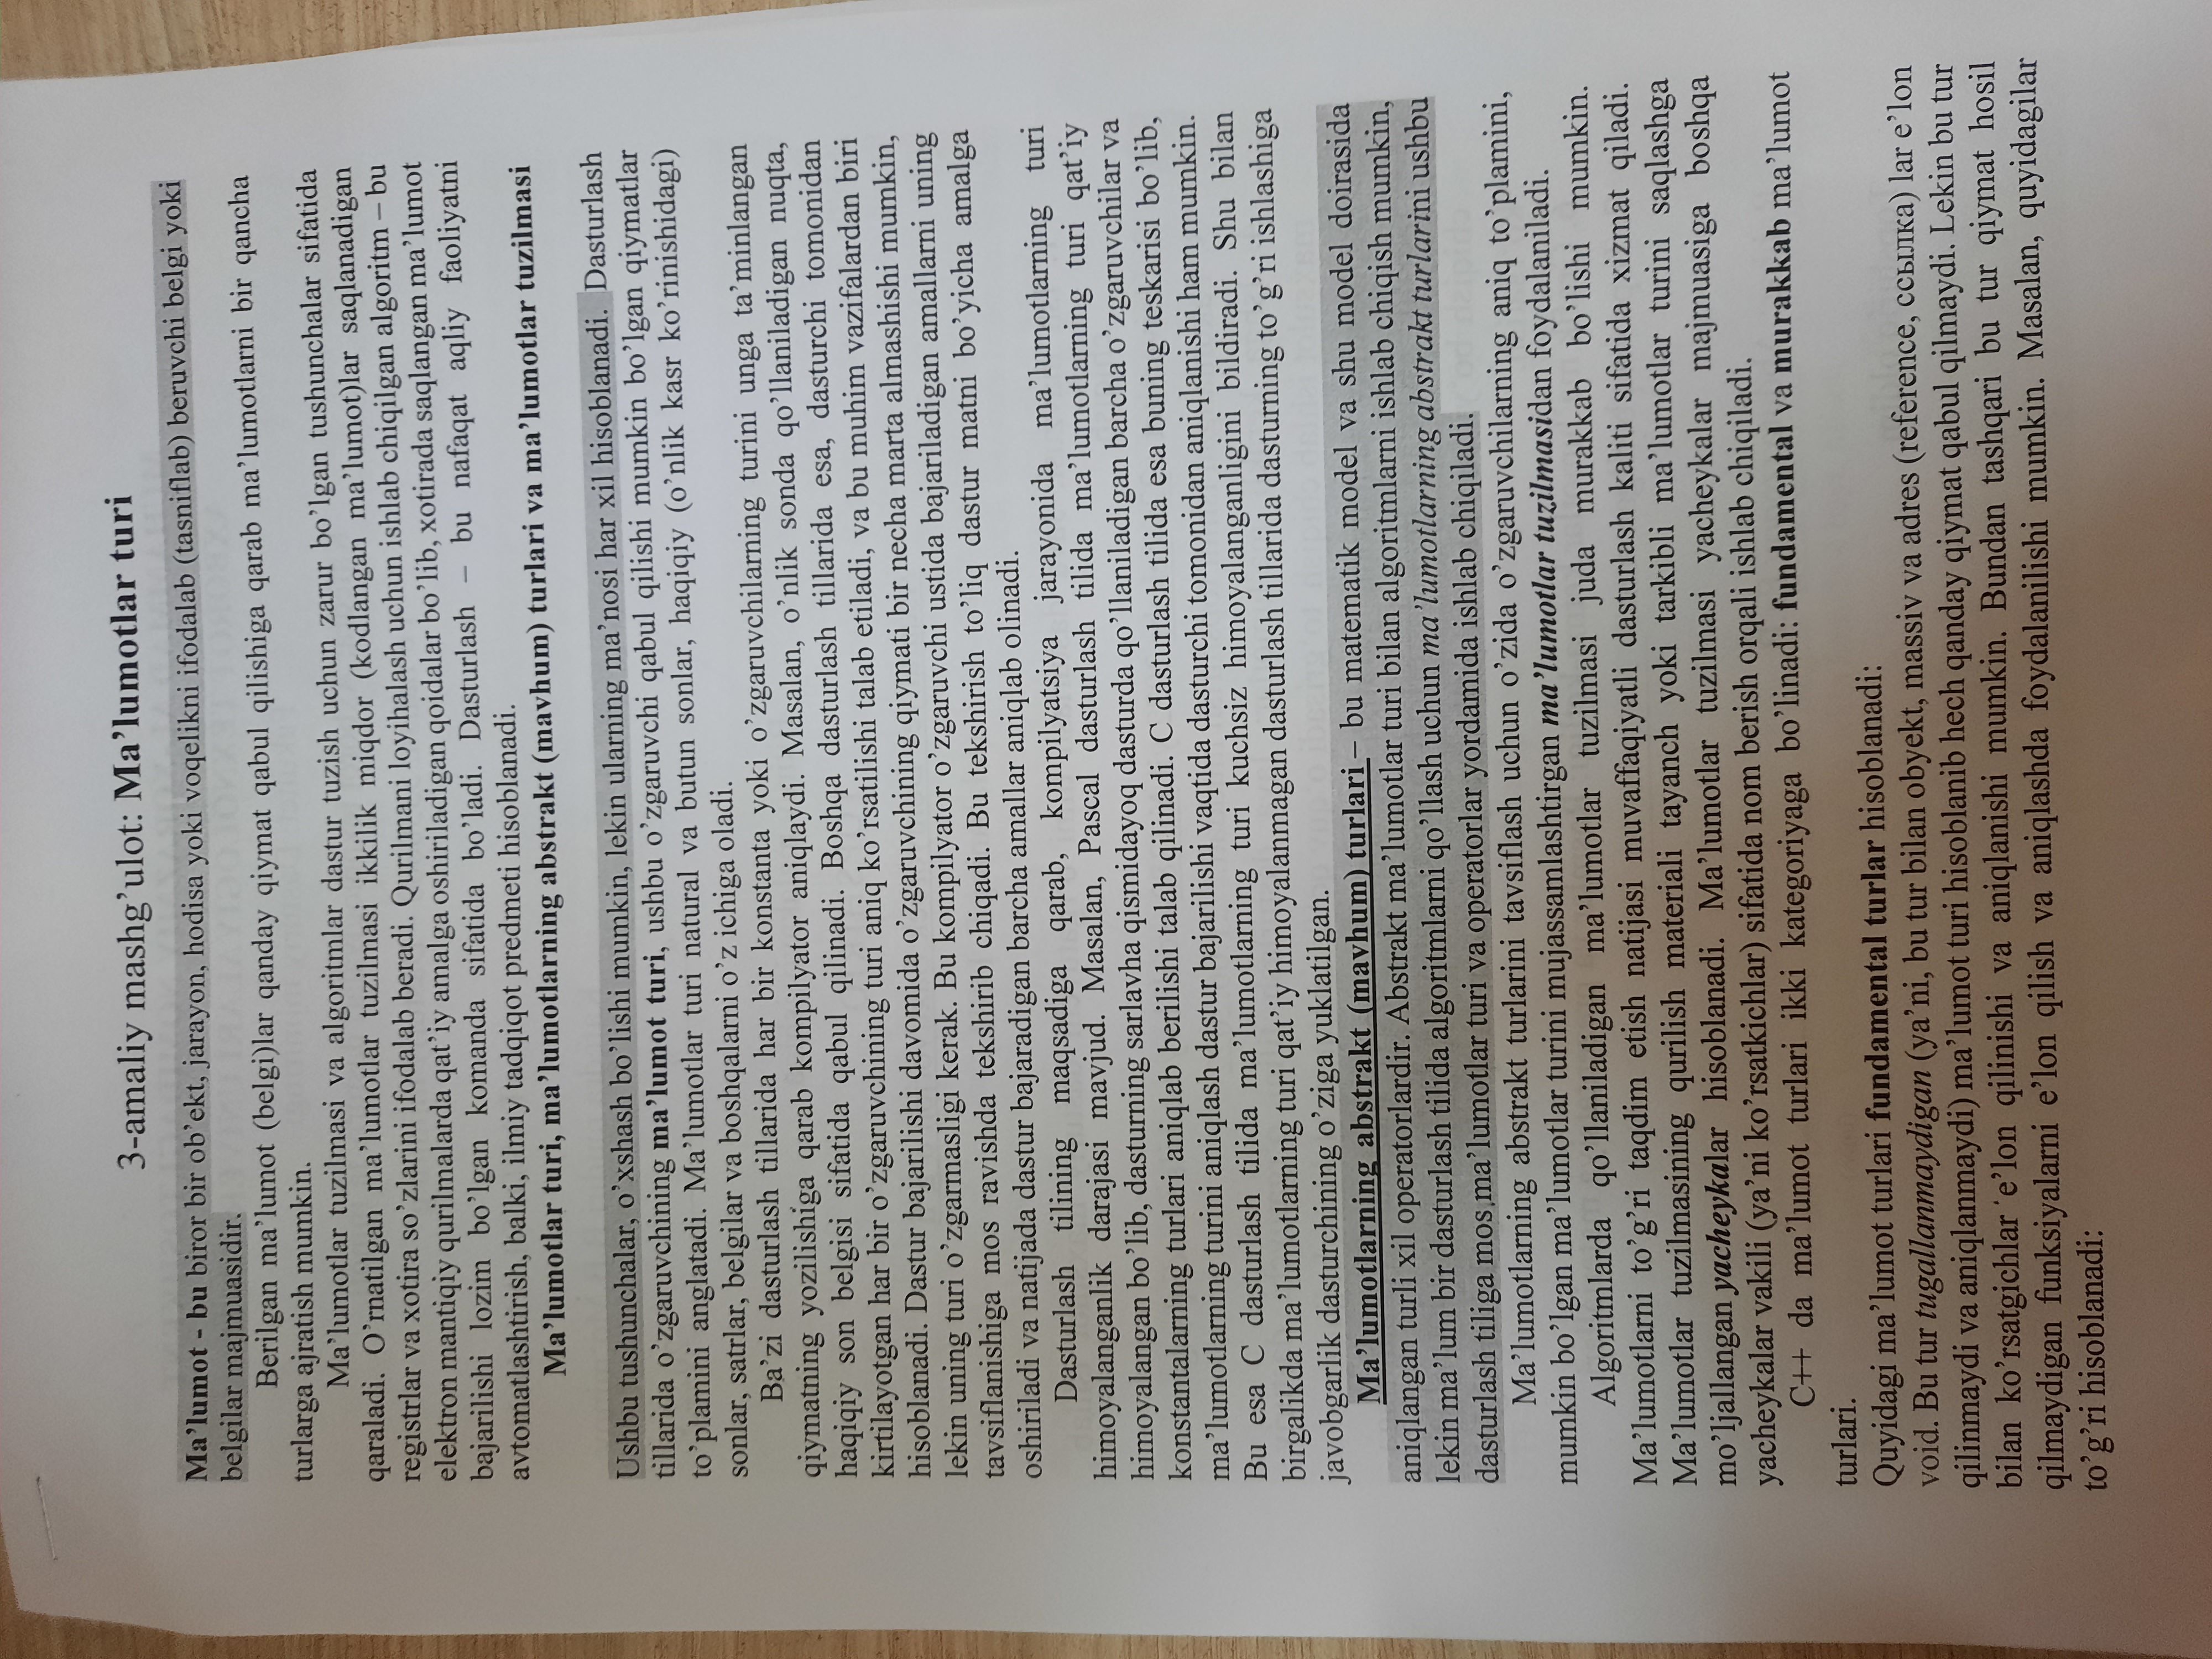 3-amaliy mashg’ulot: Ma’lumotlar turi
Ma’lumot - bu biror bir ob’ekt, jarayon, hodisa yoki voqelikni ifodalab (tasniflab) beruvchi belgi yoki
belgilar majmuasidir.
Berilgan ma’lumot (belgi)lar qanday qiymat qabul qilishiga qarab ma’lumotlarni bir qancha
turlarga ajratish mumkin.
Ma’lumotlar tuzilmasi va algoritmlar dastur tuzish uchun zarur bo’lgan tushunchalar sifatida
qaraladi. O’rnatilgan ma’lumotlar tuzilmasi ikkilik miqdor (kodlangan ma’lumot)lar saqlanadigan
registrlar va xotira so’zlarini ifodalab beradi. Qurilmani loyihalash uchun ishlab chiqilgan algoritm – bu
elektron mantiqiy qurilmalarda qat’iy amalga oshiriladigan qoidalar bo’lib, xotirada saqlangan ma’lumot
bajarilishi lozim bo’lgan komanda sifatida bo’ladi. Dasturlash – bu nafaqat aqliy faoliyatni
avtomatlashtirish, balki, ilmiy tadqiqot predmeti hisoblanadi.
Ma’lumotlar turi, ma’lumotlarning abstrakt (mavhum) turlari va ma’lumotlar tuzilmasi
Ushbu tushunchalar, o’xshash bo’lishi mumkin, lekin ularning ma’nosi har xil hisoblanadi. Dasturlash
tillarida o’zgaruvchining ma’lumot turi, ushbu o’zgaruvchi qabul qilishi mumkin bo’lgan qiymatlar
to’plamini anglatadi. Ma’lumotlar turi natural va butun sonlar, haqiqiy (o’nlik kasr ko’rinishidagi)
sonlar, satrlar, belgilar va boshqalarni o’z ichiga oladi.
Ba’zi dasturlash tillarida har bir konstanta yoki o’zgaruvchilarning turini unga ta’minlangan
qiymatning yozilishiga qarab kompilyator aniqlaydi. Masalan, o’nlik sonda qo’llaniladigan nuqta,
haqiqiy son belgisi sifatida qabul qilinadi. Boshqa dasturlash tillarida esa, dasturchi tomonidan
kirtilayotgan har bir o’zgaruvchining turi aniq ko’rsatilishi talab etiladi, va bu muhim vazifalardan biri
hisoblanadi. Dastur bajarilishi davomida o’zgaruvchining qiymati bir necha marta almashishi mumkin,
lekin uning turi o’zgarmasligi kerak. Bu kompilyator o’zgaruvchi ustida bajariladigan amallarni uning
tavsiflanishiga mos ravishda tekshirib chiqadi. Bu tekshirish to’liq dastur matni bo’yicha amalga
oshiriladi va natijada dastur bajaradigan barcha amallar aniqlab olinadi.
Dasturlash tilining maqsadiga qarab, kompilyatsiya jarayonida ma’lumotlarning turi
himoyalanganlik darajasi mavjud. Masalan, Pascal dasturlash tilida ma’lumotlarning turi qat’iy
himoyalangan bo’lib, dasturning sarlavha qismidayoq dasturda qo’llaniladigan barcha o’zgaruvchilar va
konstantalarning turlari aniqlab berilishi talab qilinadi. C dasturlash tilida esa buning teskarisi bo’lib,
ma’lumotlarning turini aniqlash dastur bajarilishi vaqtida dasturchi tomonidan aniqlanishi ham mumkin.
Bu esa C dasturlash tilida ma’lumotlarning turi kuchsiz himoyalanganligini bildiradi. Shu bilan
birgalikda ma’lumotlarning turi qat’iy himoyalanmagan dasturlash tillarida dasturning to’g’ri ishlashiga
javobgarlik dasturchining o’ziga yuklatilgan.
Ma’lumotlarning abstrakt (mavhum) turlari – bu matematik model va shu model doirasida
aniqlangan turli xil operatorlardir. Abstrakt ma’lumotlar turi bilan algoritmlarni ishlab chiqish mumkin,
lekin ma’lum bir dasturlash tilida algoritmlarni qo’llash uchun ma’lumotlarning abstrakt turlarini ushbu
dasturlash tiliga mos ma’lumotlar turi va operatorlar yordamida ishlab chiqiladi.
Ma’lumotlarning abstrakt turlarini tavsiflash uchun o’zida o’zgaruvchilarning aniq to’plamini,
mumkin bo’lgan ma’lumotlar turini mujassamlashtirgan ma’lumotlar tuzilmasidan foydalaniladi.
Algoritmlarda qo’llaniladigan ma’lumotlar tuzilmasi juda murakkab bo’lishi mumkin.
Ma’lumotlarni to’g’ri taqdim etish natijasi muvaffaqiyatli dasturlash kaliti sifatida xizmat qiladi.
Ma’lumotlar tuzilmasining qurilish materiali tayanch yoki tarkibli ma’lumotlar turini saqlashga
mo’ljallangan yacheykalar hisoblanadi. Ma’lumotlar tuzilmasi yacheykalar majmuasiga boshqa
yacheykalar vakili (ya’ni ko’rsatkichlar) sifatida nom berish orqali ishlab chiqiladi.
C++ da ma’lumot turlari ikki kategoriyaga bo’linadi: fundamental va murakkab ma’lumot
turlari.
Quyidagi ma’lumot turlari fundamental turlar hisoblanadi:
void. Bu tur tugallanmaydigan (ya’ni, bu tur bilan obyekt, massiv va adres (reference, ссылка) lar e’lon
qilinmaydi va aniqlanmaydi) ma’lumot turi hisoblanib hech qanday qiymat qabul qilmaydi. Lekin bu tur
bilan ko’rsatgichlar e’lon qilinishi va aniqlanishi mumkin. Bundan tashqari bu tur qiymat hosil
qilmaydigan funksiyalarni e’lon qilish va aniqlashda foydalanilishi mumkin. Masalan, quyidagilar
to’g’ri hisoblanadi: